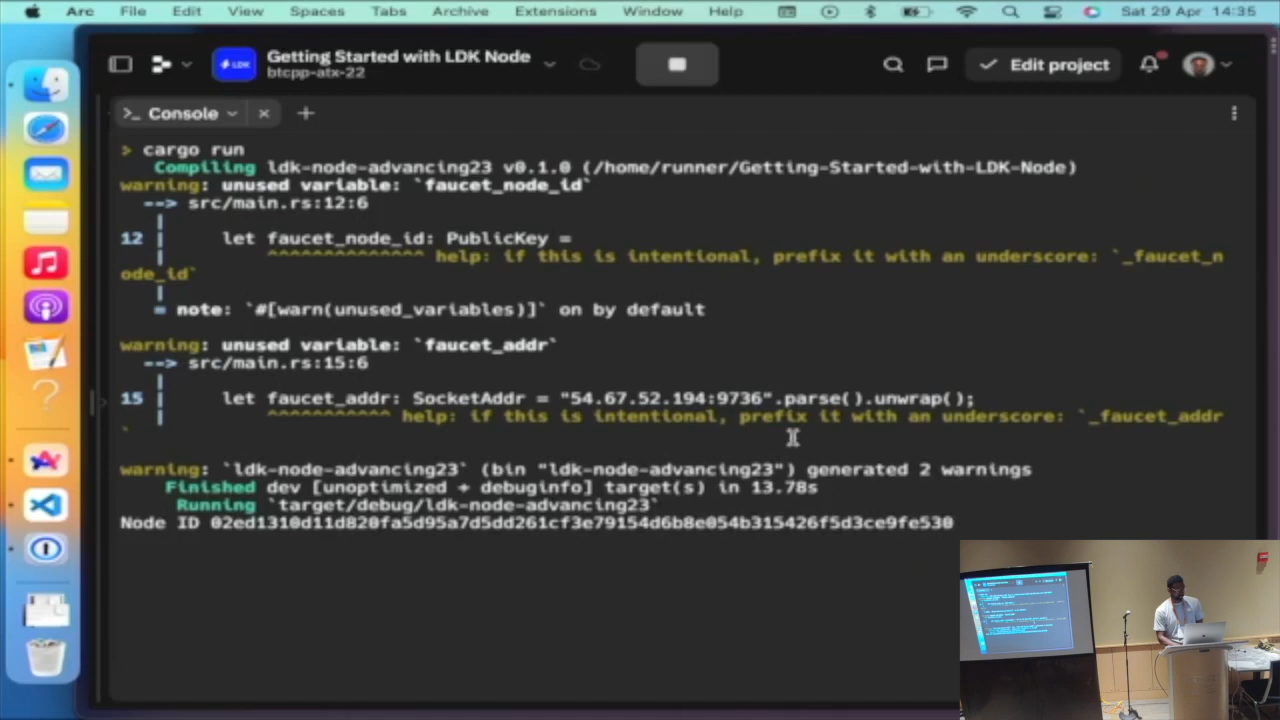 Arc File Edit View Spaces Tabs Archive Extensions Window Help Sat 29 Apr 14:35
LDK Getting Started with LDK Node
btcpp-atx-22
Edit project
>_ Console
> cargo run
Compiling ldk-node-advancing23 v0.1.0 (/home/runner/Getting-Started-with-LDK-Node)
warning: unused variable: `faucet_node_id`
--> src/main.rs:12:6
|
12 | let faucet_node_id: PublicKey =
| ^^^^^^^^^^^^^^ help: if this is intentional, prefix it with an underscore: `_faucet_n
ode_id`
|
= note: `#[warn(unused_variables)]` on by default
warning: unused variable: `faucet_addr`
--> src/main.rs:15:6
|
15 | let faucet_addr: SocketAddr = "54.67.52.194:9736".parse().unwrap();
| ^^^^^^^^^^^ help: if this is intentional, prefix it with an underscore: `_faucet_addr
`
warning: `ldk-node-advancing23` (bin "ldk-node-advancing23") generated 2 warnings
Finished dev [unoptimized + debuginfo] target(s) in 13.78s
Running `target/debug/ldk-node-advancing23`
Node ID 02ed1310d11d820fa5d95a7d5dd261cf3e79154d6b8e054b315426f5d3ce9fe530